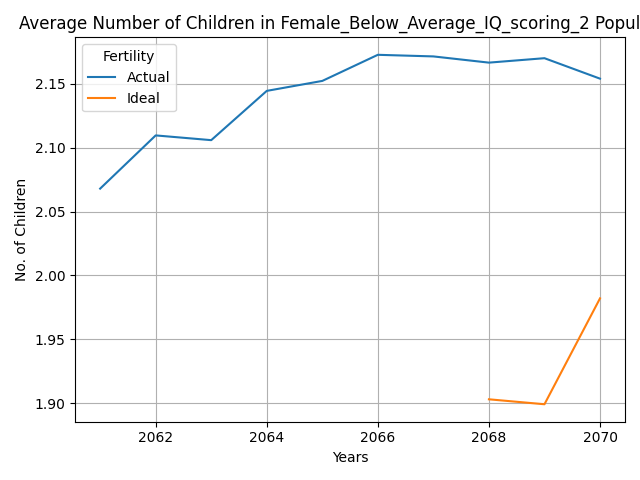 Average Number of Children in Female_Below_Average_IQ_scoring_2 Popul
Fertility
Actual
Ideal
2.15
2.10
2.05
2.00
1.95
1.90
No. of Children
2062 2064 2066 2068 2070
Years